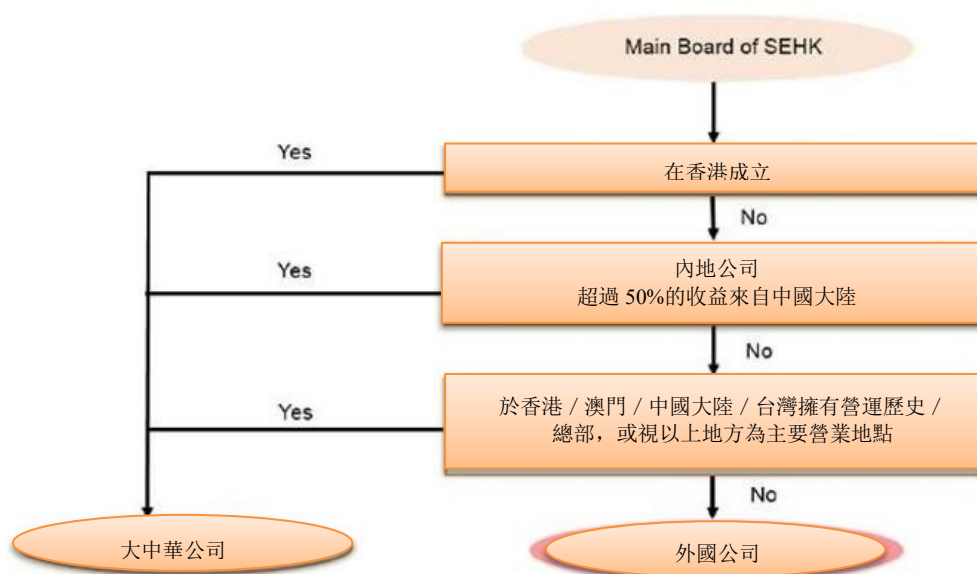 Main Board of SEHK
Yes
在香港成立
No
Yes
內地公司
超過 50%的收益來自中國大陸
No
Yes
於香港 / 澳門 / 中國大陸 / 台灣擁有營運歷史 /
總部，或視以上地方為主要營業地點
No
大中華公司
外國公司